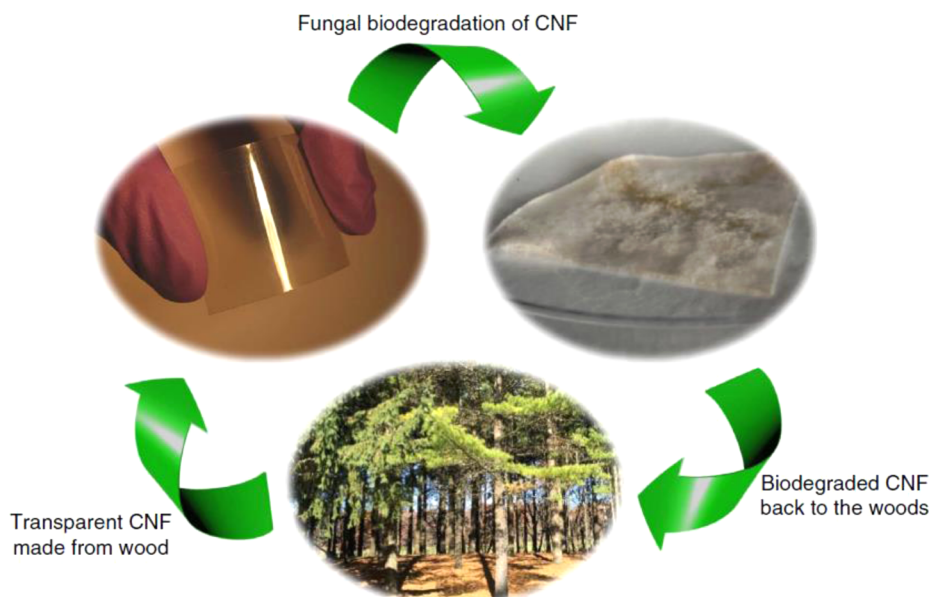 Fungal biodegradation of CNF
Biodegraded CNF
back to the woods
Transparent CNF
made from wood